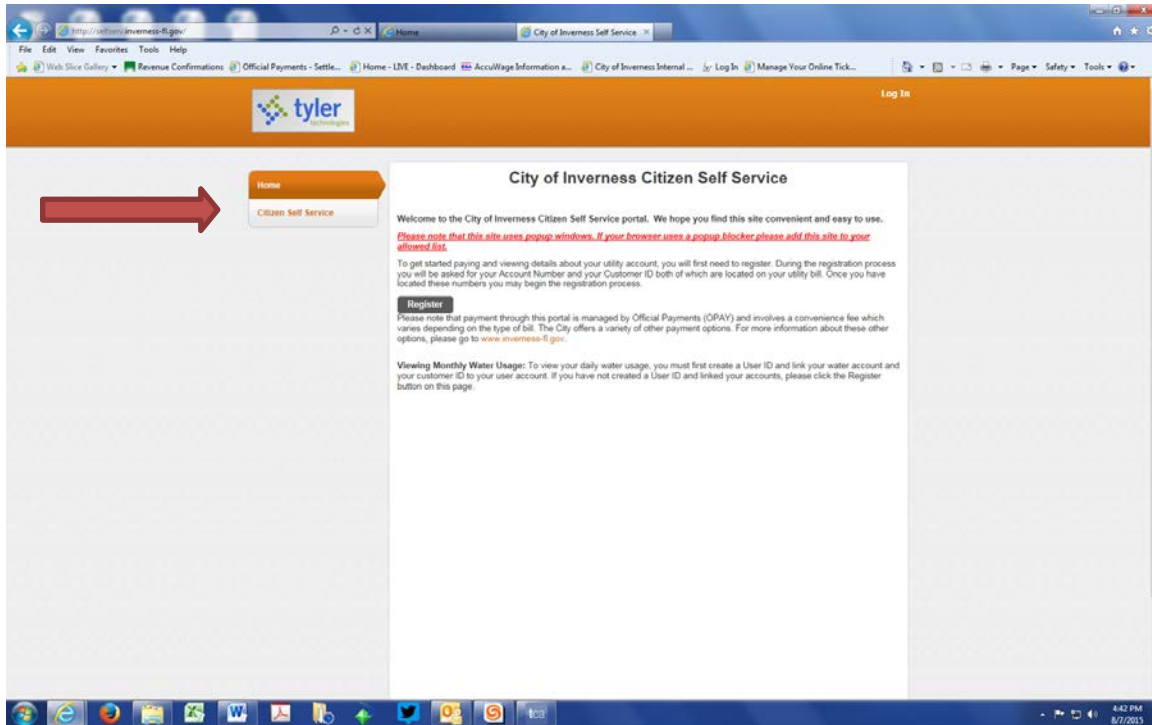 http://selfserv.inverness-fl.gov/
Home
City of Inverness Self Service
File Edit View Favorites Tools Help
Web Slice Gallery
Revenue Confirmations
Official Payments - Settle...
Home - LIVE - Dashboard
AccuWage Information a...
City of Inverness Internal ...
Log In
Manage Your Online Tick...
Page Safety Tools
tyler
technologies
Log In
Home
Citizen Self Service
City of Inverness Citizen Self Service
Welcome to the City of Inverness Citizen Self Service portal. We hope you find this site convenient and easy to use.
Please note that this site uses popup windows. If your browser uses a popup blocker please add this site to your
allowed list.
To get started paying and viewing details about your utility account, you will first need to register. During the registration process
you will be asked for your Account Number and your Customer ID both of which are located on your utility bill. Once you have
located these numbers you may begin the registration process.
Register
Please note that payment through this portal is managed by Official Payments (OPAY) and involves a convenience fee which
varies depending on the type of bill. The City offers a variety of other payment options. For more information about these other
options, please go to www.inverness-fl.gov.
Viewing Monthly Water Usage: To view your daily water usage, you must first create a User ID and link your water account and
your customer ID to your user account. If you have not created a User ID and linked your accounts, please click the Register
button on this page.
tca
4:42 PM
8/7/2015